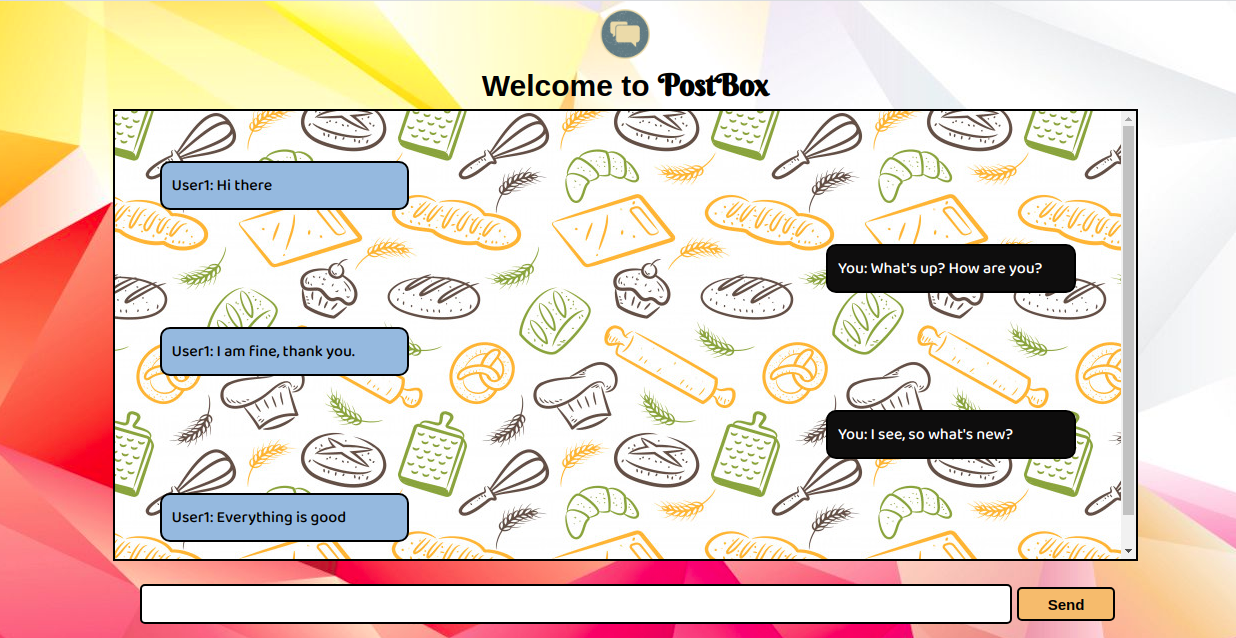 Welcome to PostBox
User1: Hi there
You: What's up? How are you?
User1: I am fine, thank you.
You: I see, so what's new?
User1: Everything is good
Send